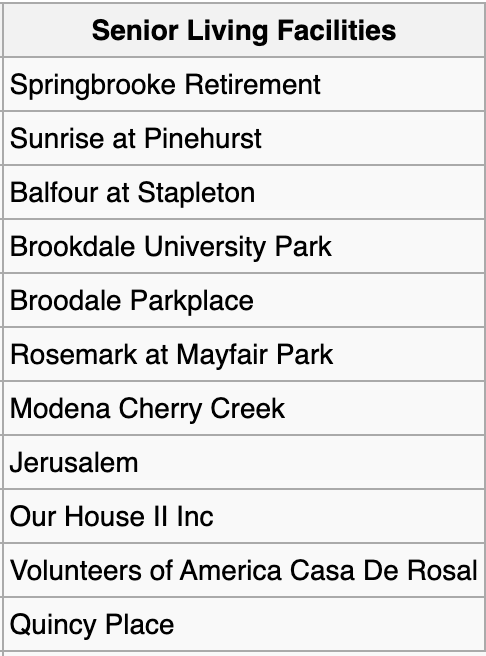 Senior Living Facilities
Springbrooke Retirement
Sunrise at Pinehurst
Balfour at Stapleton
Brookdale University Park
Broodale Parkplace
Rosemark at Mayfair Park
Modena Cherry Creek
Jerusalem
Our House II Inc
Volunteers of America Casa De Rosal
Quincy Place